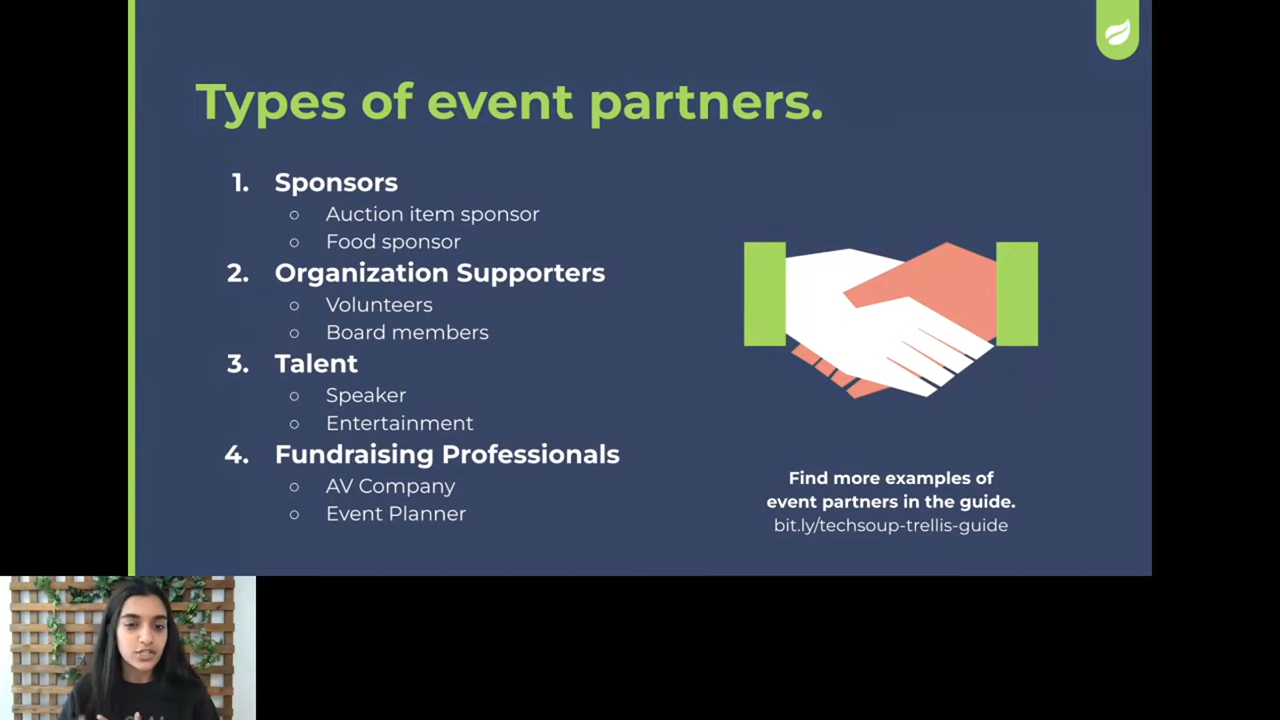 Types of event partners.
1. Sponsors
○ Auction item sponsor
○ Food sponsor
2. Organization Supporters
○ Volunteers
○ Board members
3. Talent
○ Speaker
○ Entertainment
4. Fundraising Professionals
○ AV Company
○ Event Planner
Find more examples of
event partners in the guide.
bit.ly/techsoup-trellis-guide